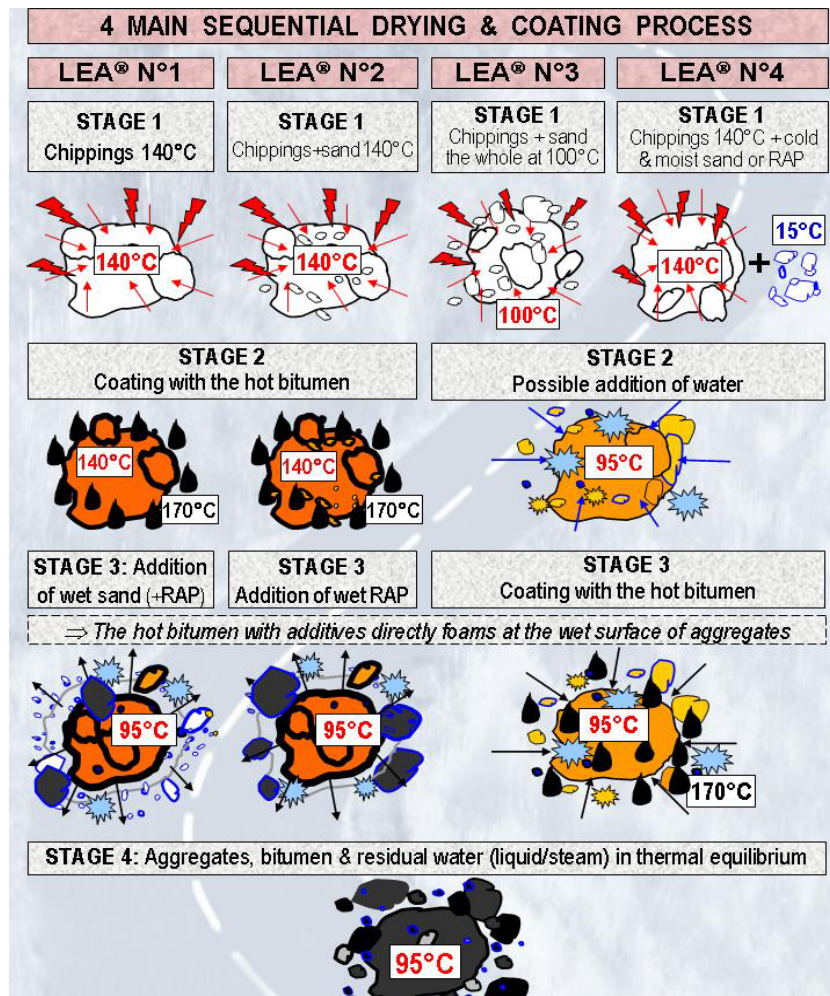 4 MAIN SEQUENTIAL DRYING & COATING PROCESS
LEA® N°1
LEA® N°2
LEA® N°3
LEA® N°4
STAGE 1
Chippings 140°C
STAGE 1
Chippings+sand 140°C
STAGE 1
Chippings + sand
the whole at 100°C
STAGE 1
Chippings 140°C + cold
& moist sand or RAP
140°C
140°C
100°C
140°C
+
15°C
STAGE 2
Coating with the hot bitumen
STAGE 2
Possible addition of water
140°C
170°C
140°C
170°C
95°C
STAGE 3: Addition
of wet sand (+RAP)
STAGE 3
Addition of wet RAP
STAGE 3
Coating with the hot bitumen
⇒ The hot bitumen with additives directly foams at the wet surface of aggregates
95°C
95°C
95°C
170°C
STAGE 4: Aggregates, bitumen & residual water (liquid/steam) in thermal equilibrium
95°C